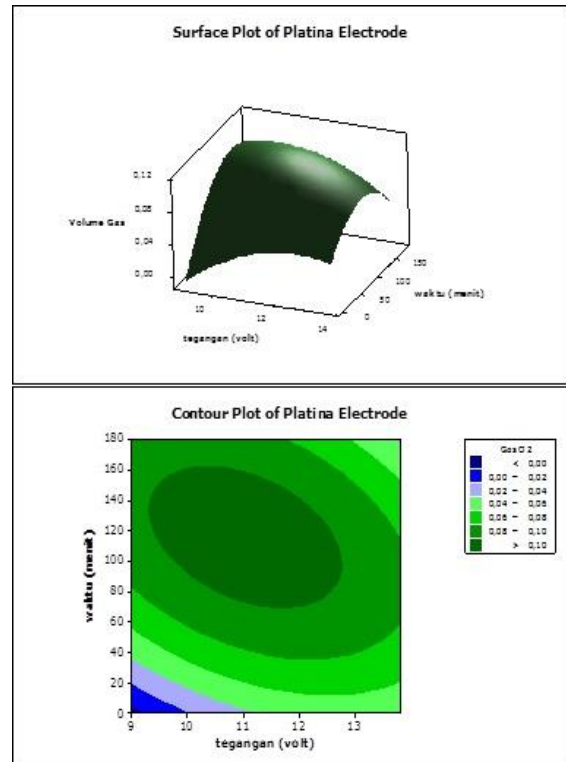 Surface Plot of Platina Electrode
0,12
0,08
0,04
0,00
Volume Gas
10
12
14
tegangan (volt)
0
50
100
150
waktu (menit)
Contour Plot of Platina Electrode
180
160
140
120
100
80
60
40
20
0
waktu (menit)
9
10
11
12
13
tegangan (volt)
< 0,00
0,00 – 0,02
0,02 – 0,04
0,04 – 0,06
0,06 – 0,08
0,08 – 0,10
> 0,10